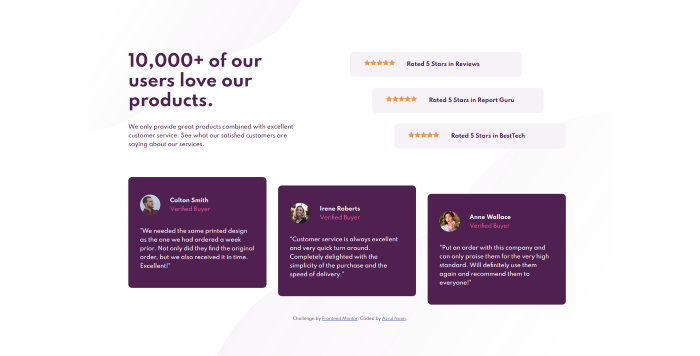 10,000+ of our
users love our
products.
We only provide great products combined with excellent
customer service. See what our satisfied customers are
saying about our services.
Rated 5 Stars in Reviews
Rated 5 Stars in Report Guru
Rated 5 Stars in BestTech
Colton Smith
Verified Buyer
"We needed the same printed design
as the one we had ordered a week
prior. Not only did they find the original
order, but we also received it in time.
Excellent!"
Irene Roberts
Verified Buyer
"Customer service is always excellent
and very quick turn around.
Completely delighted with the
simplicity of the purchase and the
speed of delivery."
Anne Wallace
Verified Buyer
"Put an order with this company and
can only praise them for the very high
standard. Will definitely use them
again and recommend them to
everyone!"
Challenge by Frontend Mentor. Coded by